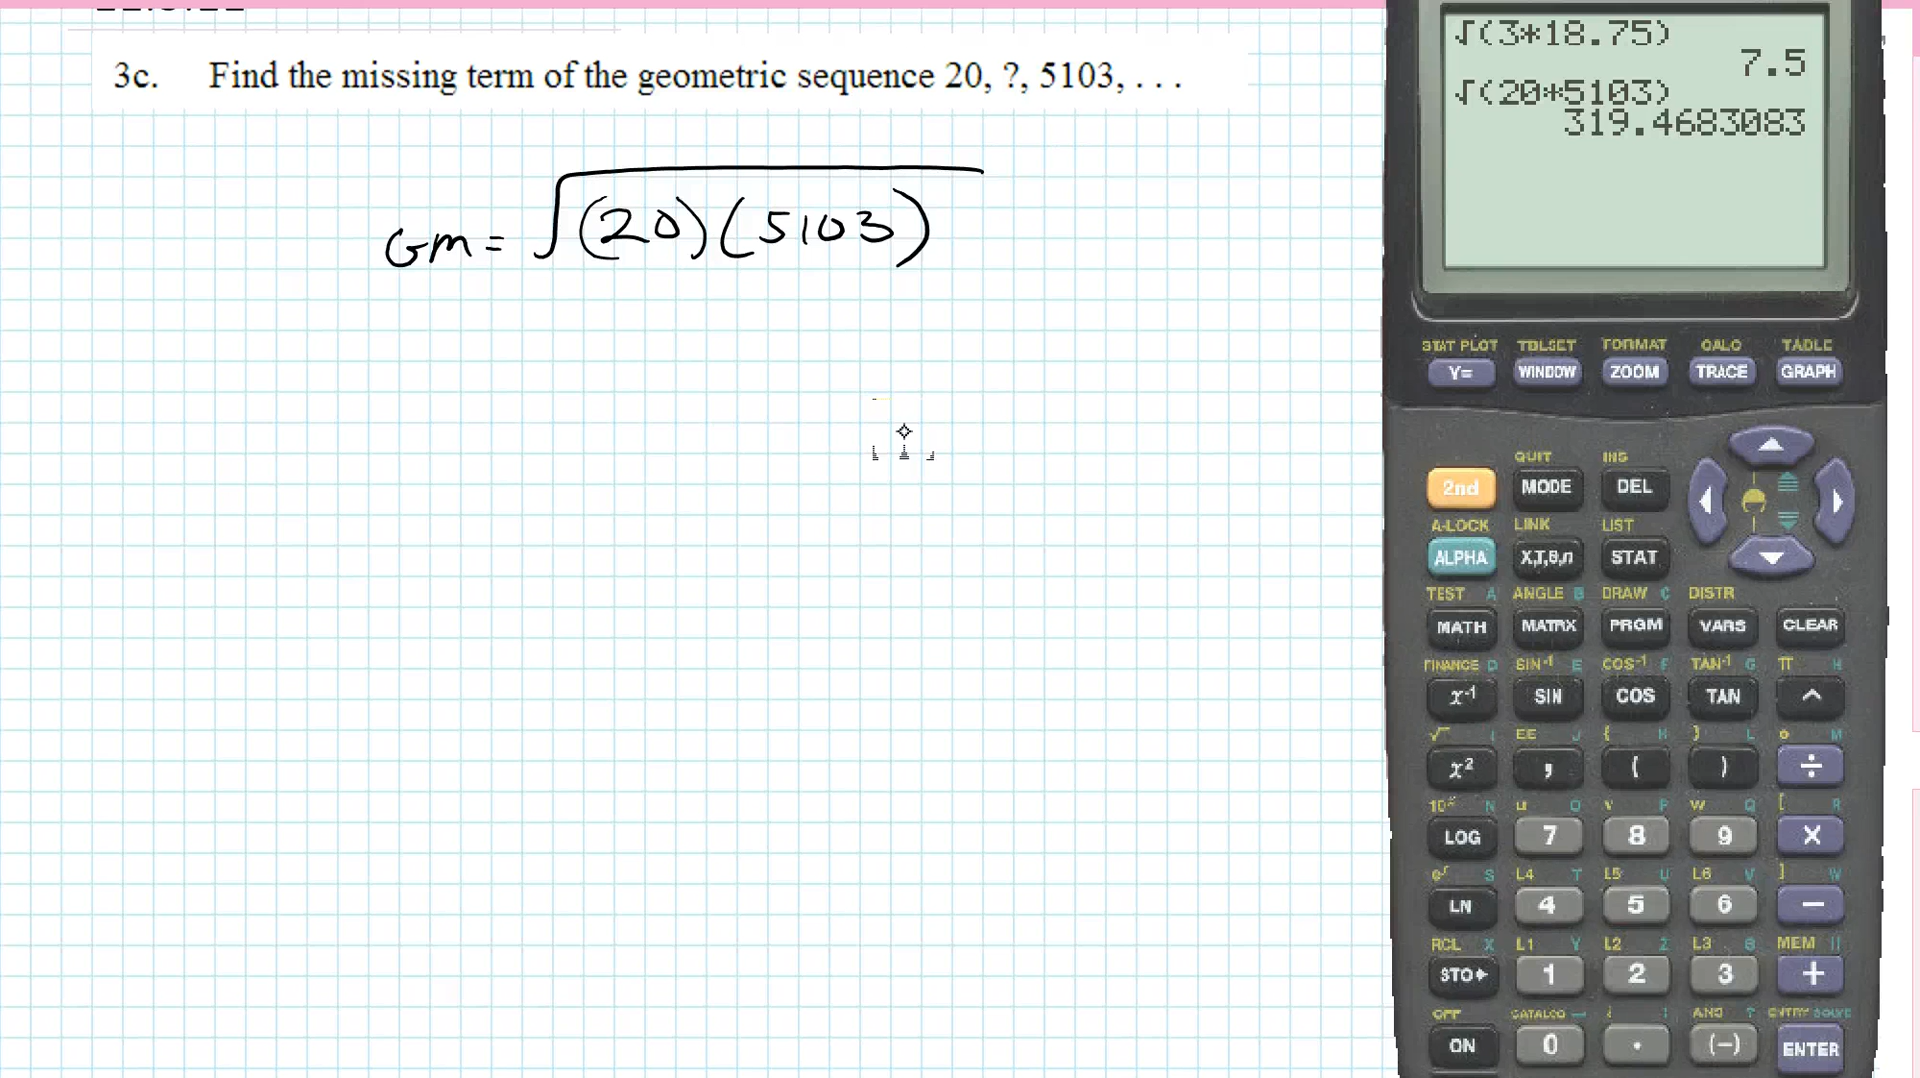 3c. Find the missing term of the geometric sequence 20, ?, 5103, . . .
GM = √(20)(5103)
√(3*18.75)
7.5
√(20*5103)
319.4683083
STAT PLOT TBLSET FORMAT CALC TABLE
Y= WINDOW ZOOM TRACE GRAPH
QUIT INS
2nd MODE DEL
A-LOCK LINK LIST
ALPHA X,T,θ,n STAT
TEST A ANGLE B DRAW C DISTR
MATH MATRX PRGM VARS CLEAR
FINANCE D SIN⁻¹ E COS⁻¹ F TAN⁻¹ G π H
x⁻¹ SIN COS TAN ^
√ I EE J { K } L e M
x² , ( ) ÷
10ˣ N u O v P w Q [ R
LOG 7 8 9 ×
eˣ S L4 T L5 U L6 V ] W
LN 4 5 6 −
RCL X L1 Y L2 Z L3 θ MEM "
STO▶ 1 2 3 +
OFF CATALOG i : ANS ? ENTRY SOLVE
ON 0 . (−) ENTER